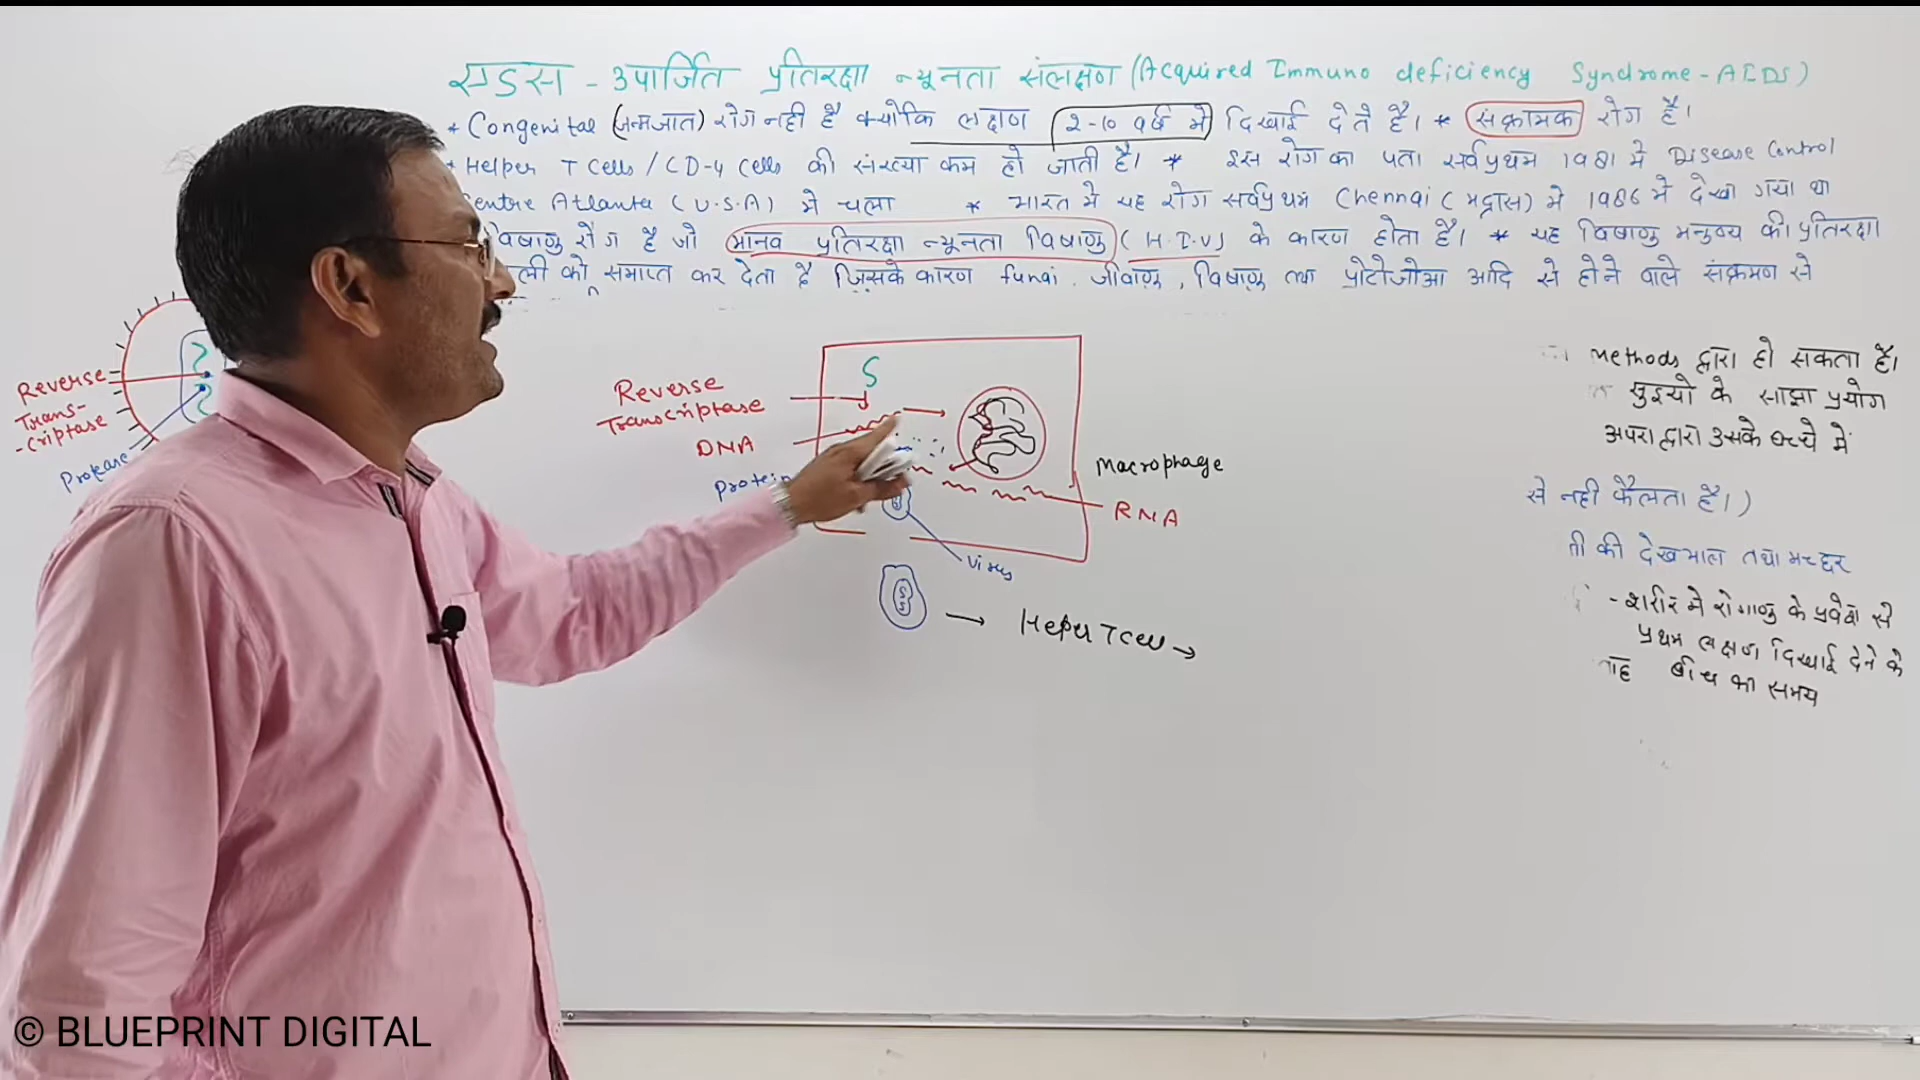 एड्स - उपार्जित प्रतिरक्षा न्यूनता संलक्षण (Acquired Immuno deficiency Syndrome - AIDS)
* Congenital (जन्मजात) रोग नही है क्योकि लक्षण 2-10 वर्ष मे दिखाई देते है। * संक्रामक रोग है।
* Helper T Cells / CD-4 Cells की संख्या कम हो जाती है। * इस रोग का पता सर्वप्रथम 1981 मे Disease Control
Centre Atlanta (U.S.A) मे चला * भारत मे यह रोग सर्वप्रथम Chennai (मद्रास) मे 1986 मे देखा गया था
विषाणु रोग है जो मानव प्रतिरक्षा न्यूनता विषाणु (H.I.V) के कारण होता है। * यह विषाणु मनुष्य की प्रतिरक्षा
ली को समाप्त कर देता है जिसके कारण fungi, जीवाणु, विषाणु तथा प्रोटोजोआ आदि से होने वाले संक्रमण से
Methods द्वारा हो सकता है।
सुइयो के साझा प्रयोग
अपरा द्वारा उसके बच्चे मे
से नही फैलता है।)
की देखभाल तथा मच्छर
- शरीर मे रोगाणु के प्रवेश से
प्रथम लक्षण दिखाई देने के
बीच का समय
Reverse
Trans-
-criptase
Protease
Reverse
Transcriptase
DNA
Protein
Macrophage
RNA
Virus
Helper T cell
© BLUEPRINT DIGITAL